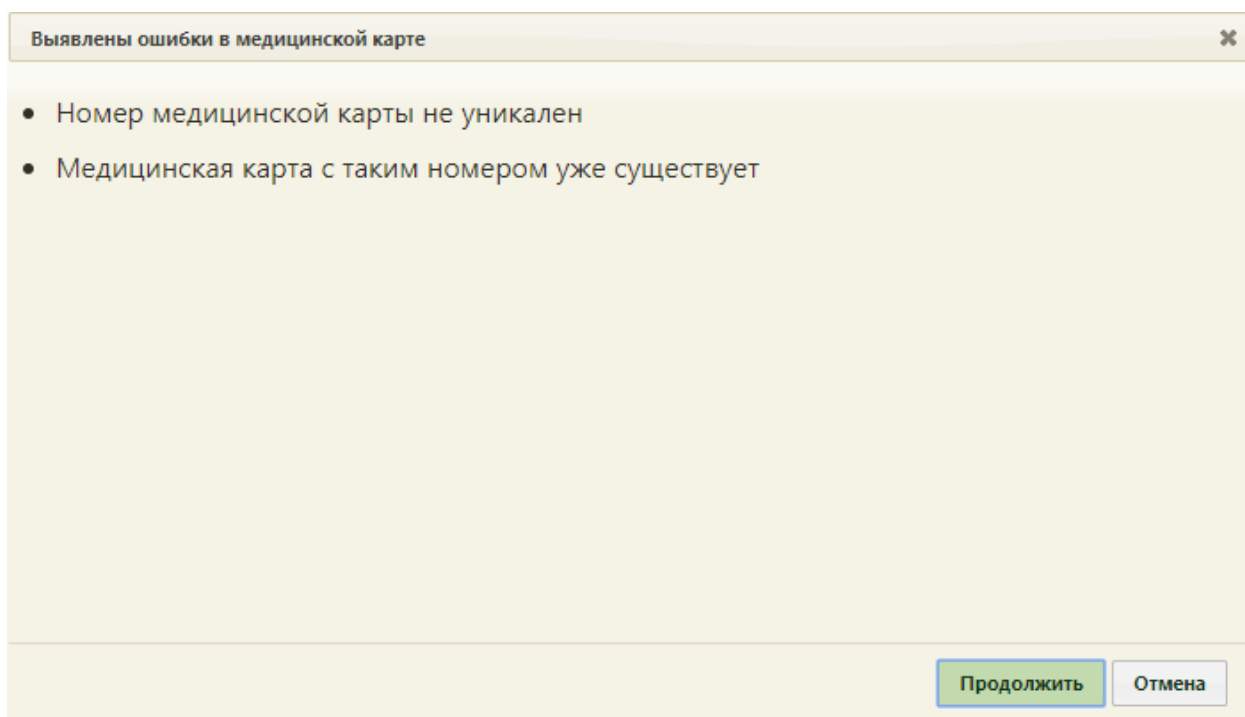 Выявлены ошибки в медицинской карте
Номер медицинской карты не уникален
Медицинская карта с таким номером уже существует
Продолжить Отмена